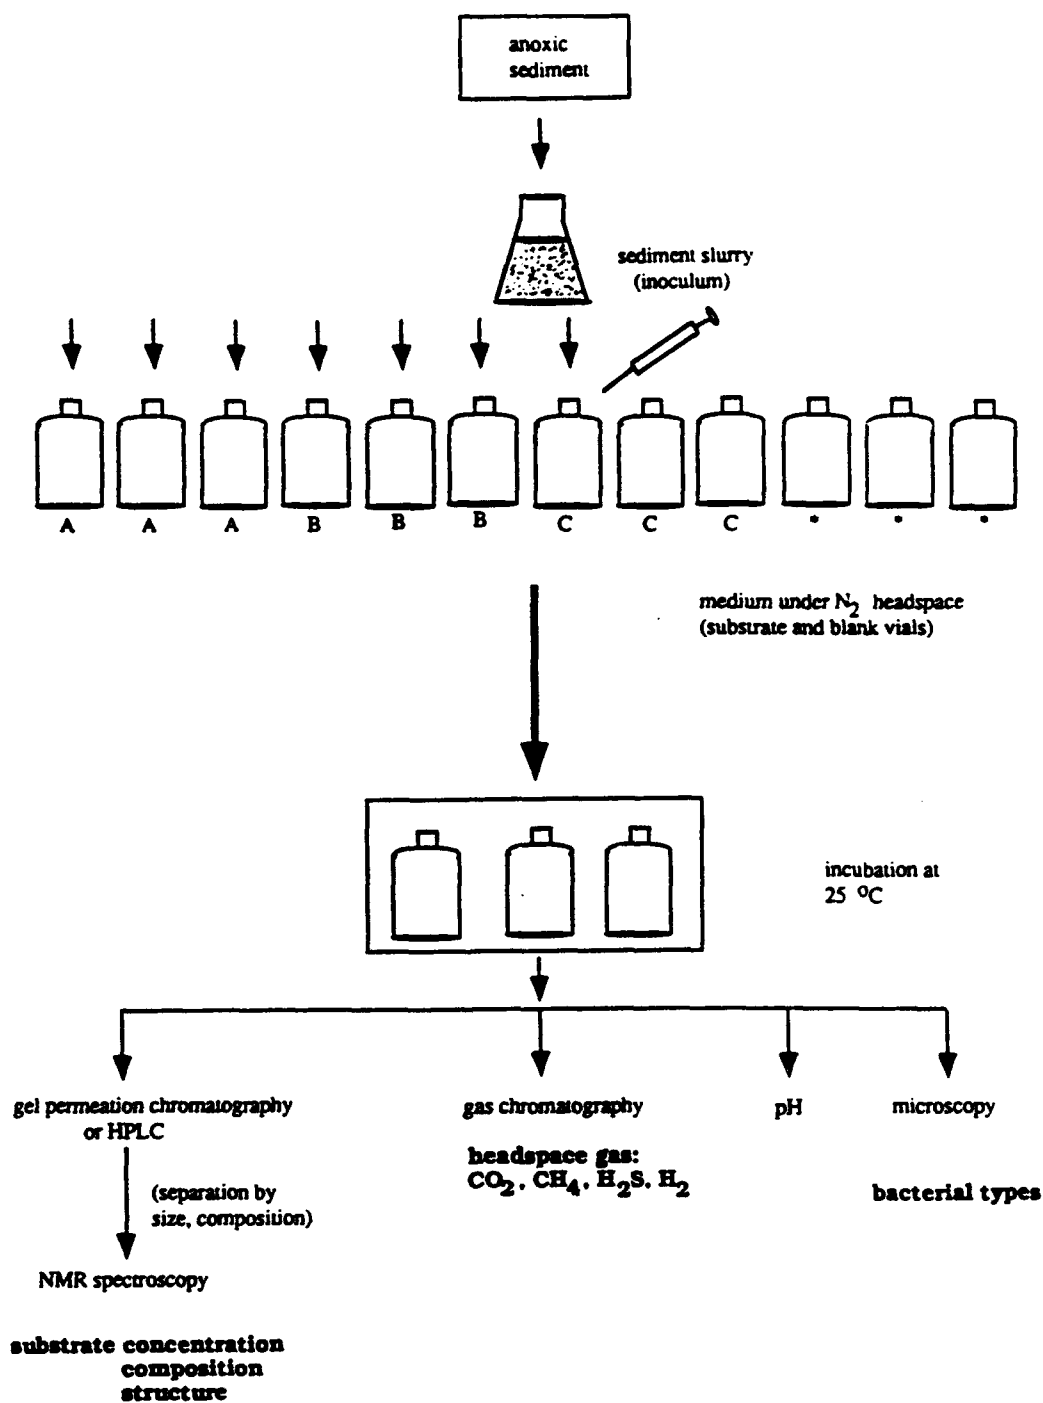 anoxic
sediment
sediment slurry
(inoculum)
A A A B B B C C C * * *
medium under N2 headspace
(substrate and blank vials)
incubation at
25 °C
gel permeation chromatography
or HPLC
gas chromatography
pH
microscopy
headspace gas:
CO2, CH4, H2S, H2
bacterial types
(separation by
size, composition)
NMR spectroscopy
substrate concentration
composition
structure